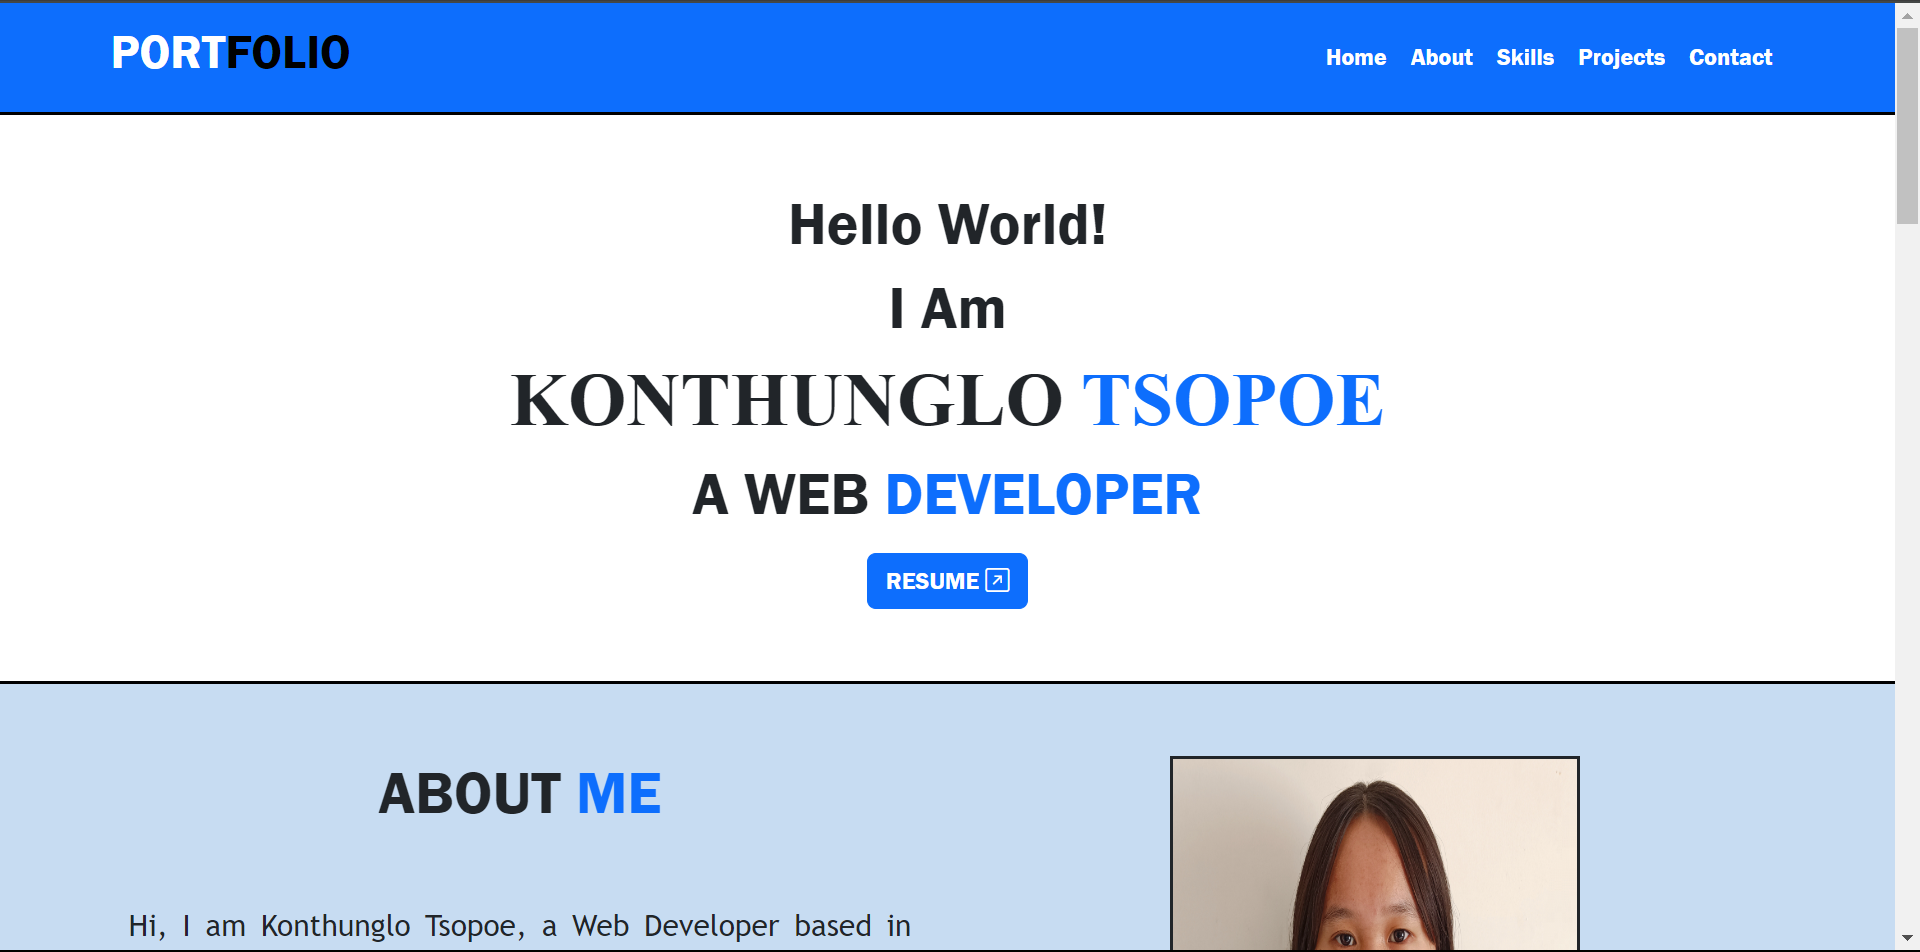 PORTFOLIO
Home About Skills Projects Contact
Hello World!
I Am
KONTHUNGLO TSOPOE
A WEB DEVELOPER
RESUME
ABOUT ME
Hi, I am Konthunglo Tsopoe, a Web Developer based in